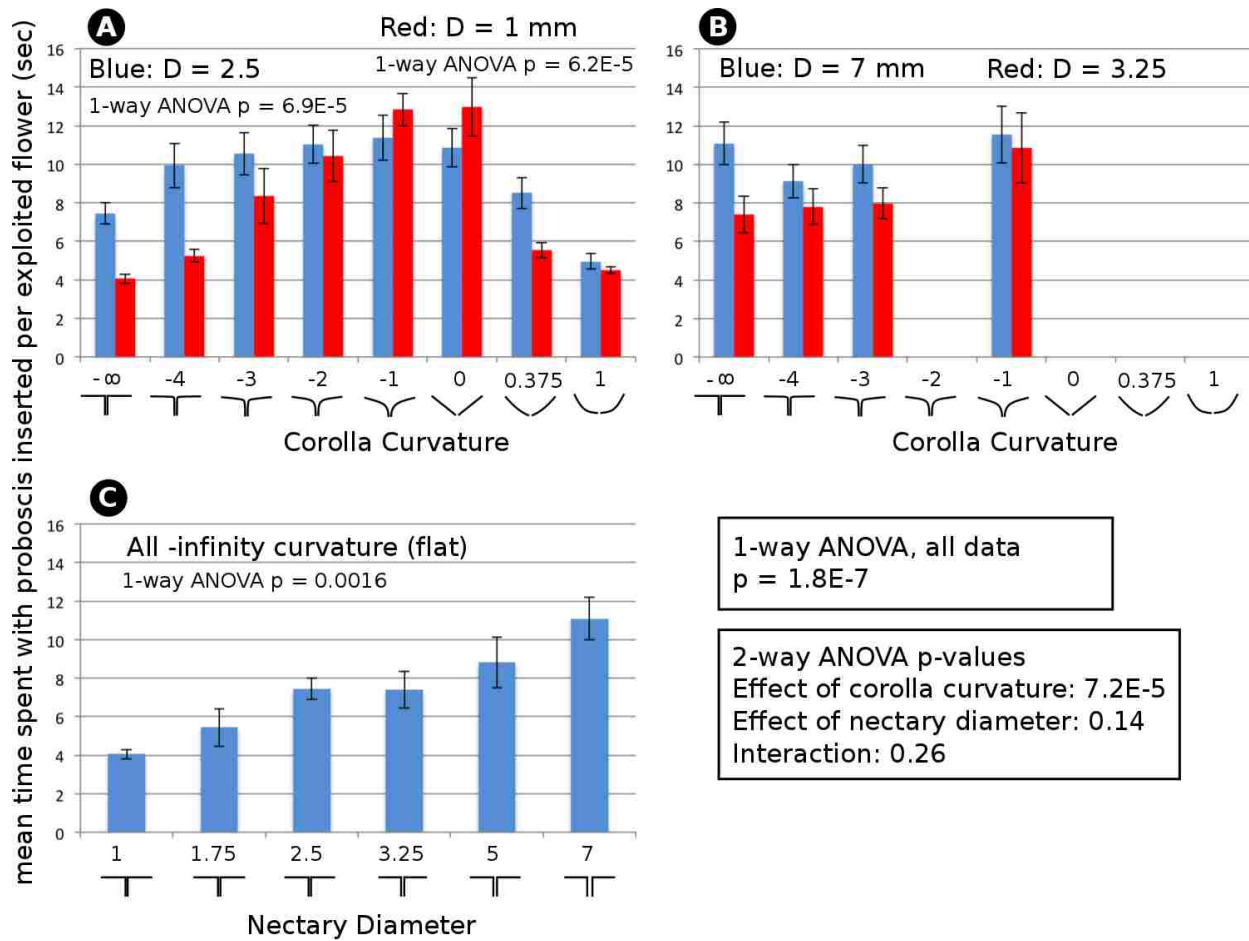 mean time spent with proboscis inserted per exploited flower (sec)
A
Red: D = 1 mm
1-way ANOVA p = 6.2E-5
Blue: D = 2.5
1-way ANOVA p = 6.9E-5
16
14
12
10
8
6
4
2
0
-∞ -4 -3 -2 -1 0 0.375 1
Corolla Curvature
B
Blue: D = 7 mm Red: D = 3.25
16
14
12
10
8
6
4
2
0
-∞ -4 -3 -2 -1 0 0.375 1
Corolla Curvature
C
All -infinity curvature (flat)
1-way ANOVA p = 0.0016
16
14
12
10
8
6
4
2
0
1 1.75 2.5 3.25 5 7
Nectary Diameter
1-way ANOVA, all data
p = 1.8E-7
2-way ANOVA p-values
Effect of corolla curvature: 7.2E-5
Effect of nectary diameter: 0.14
Interaction: 0.26